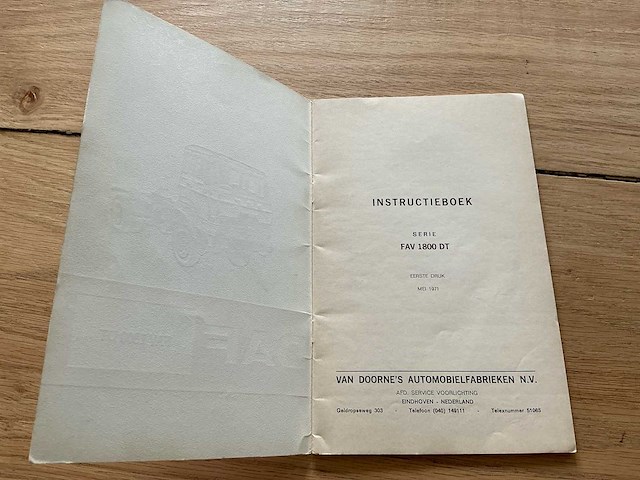 INSTRUCTIEBOEK
SERIE
FAV 1800 DT
EERSTE DRUK
MEI 1971
VAN DOORNE'S AUTOMOBIELFABRIEKEN N.V.
AFD. SERVICE VOORLICHTING
EINDHOVEN - NEDERLAND
Geldropseweg 303 - Telefoon (040) 149111 - Telexnummer 51085